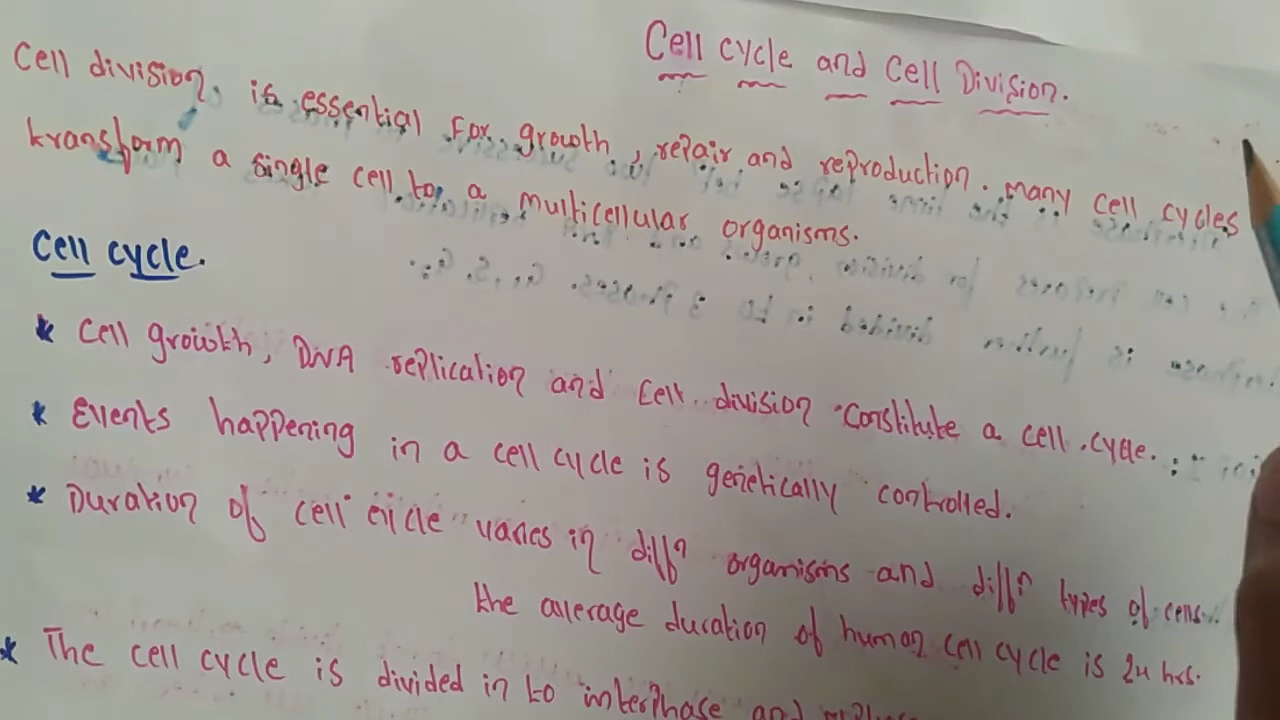 Cell cycle and Cell Division.
Cell division, is essential for growth, repair and reproduction. Many cell cycles
transform a single cell to a multicellular organisms.
Cell cycle.
* Cell growth, DNA replication and Cell division Constitute a cell cycle.
* Events happening in a cell cycle is genetically controlled.
* Duration of cell varies in diffn organisms and diffn types of cells.
the average duration of human cell cycle is 24 hrs.
* The cell cycle is divided in to interphase and